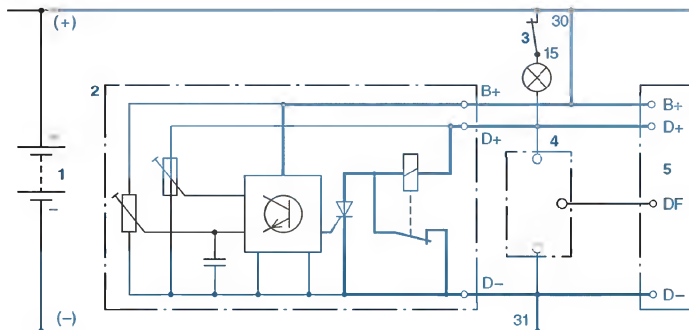 (+)
30
3
15
2
B+
B+
D+
D+
4
5
1
DF
–
D–
D–
(–)
31